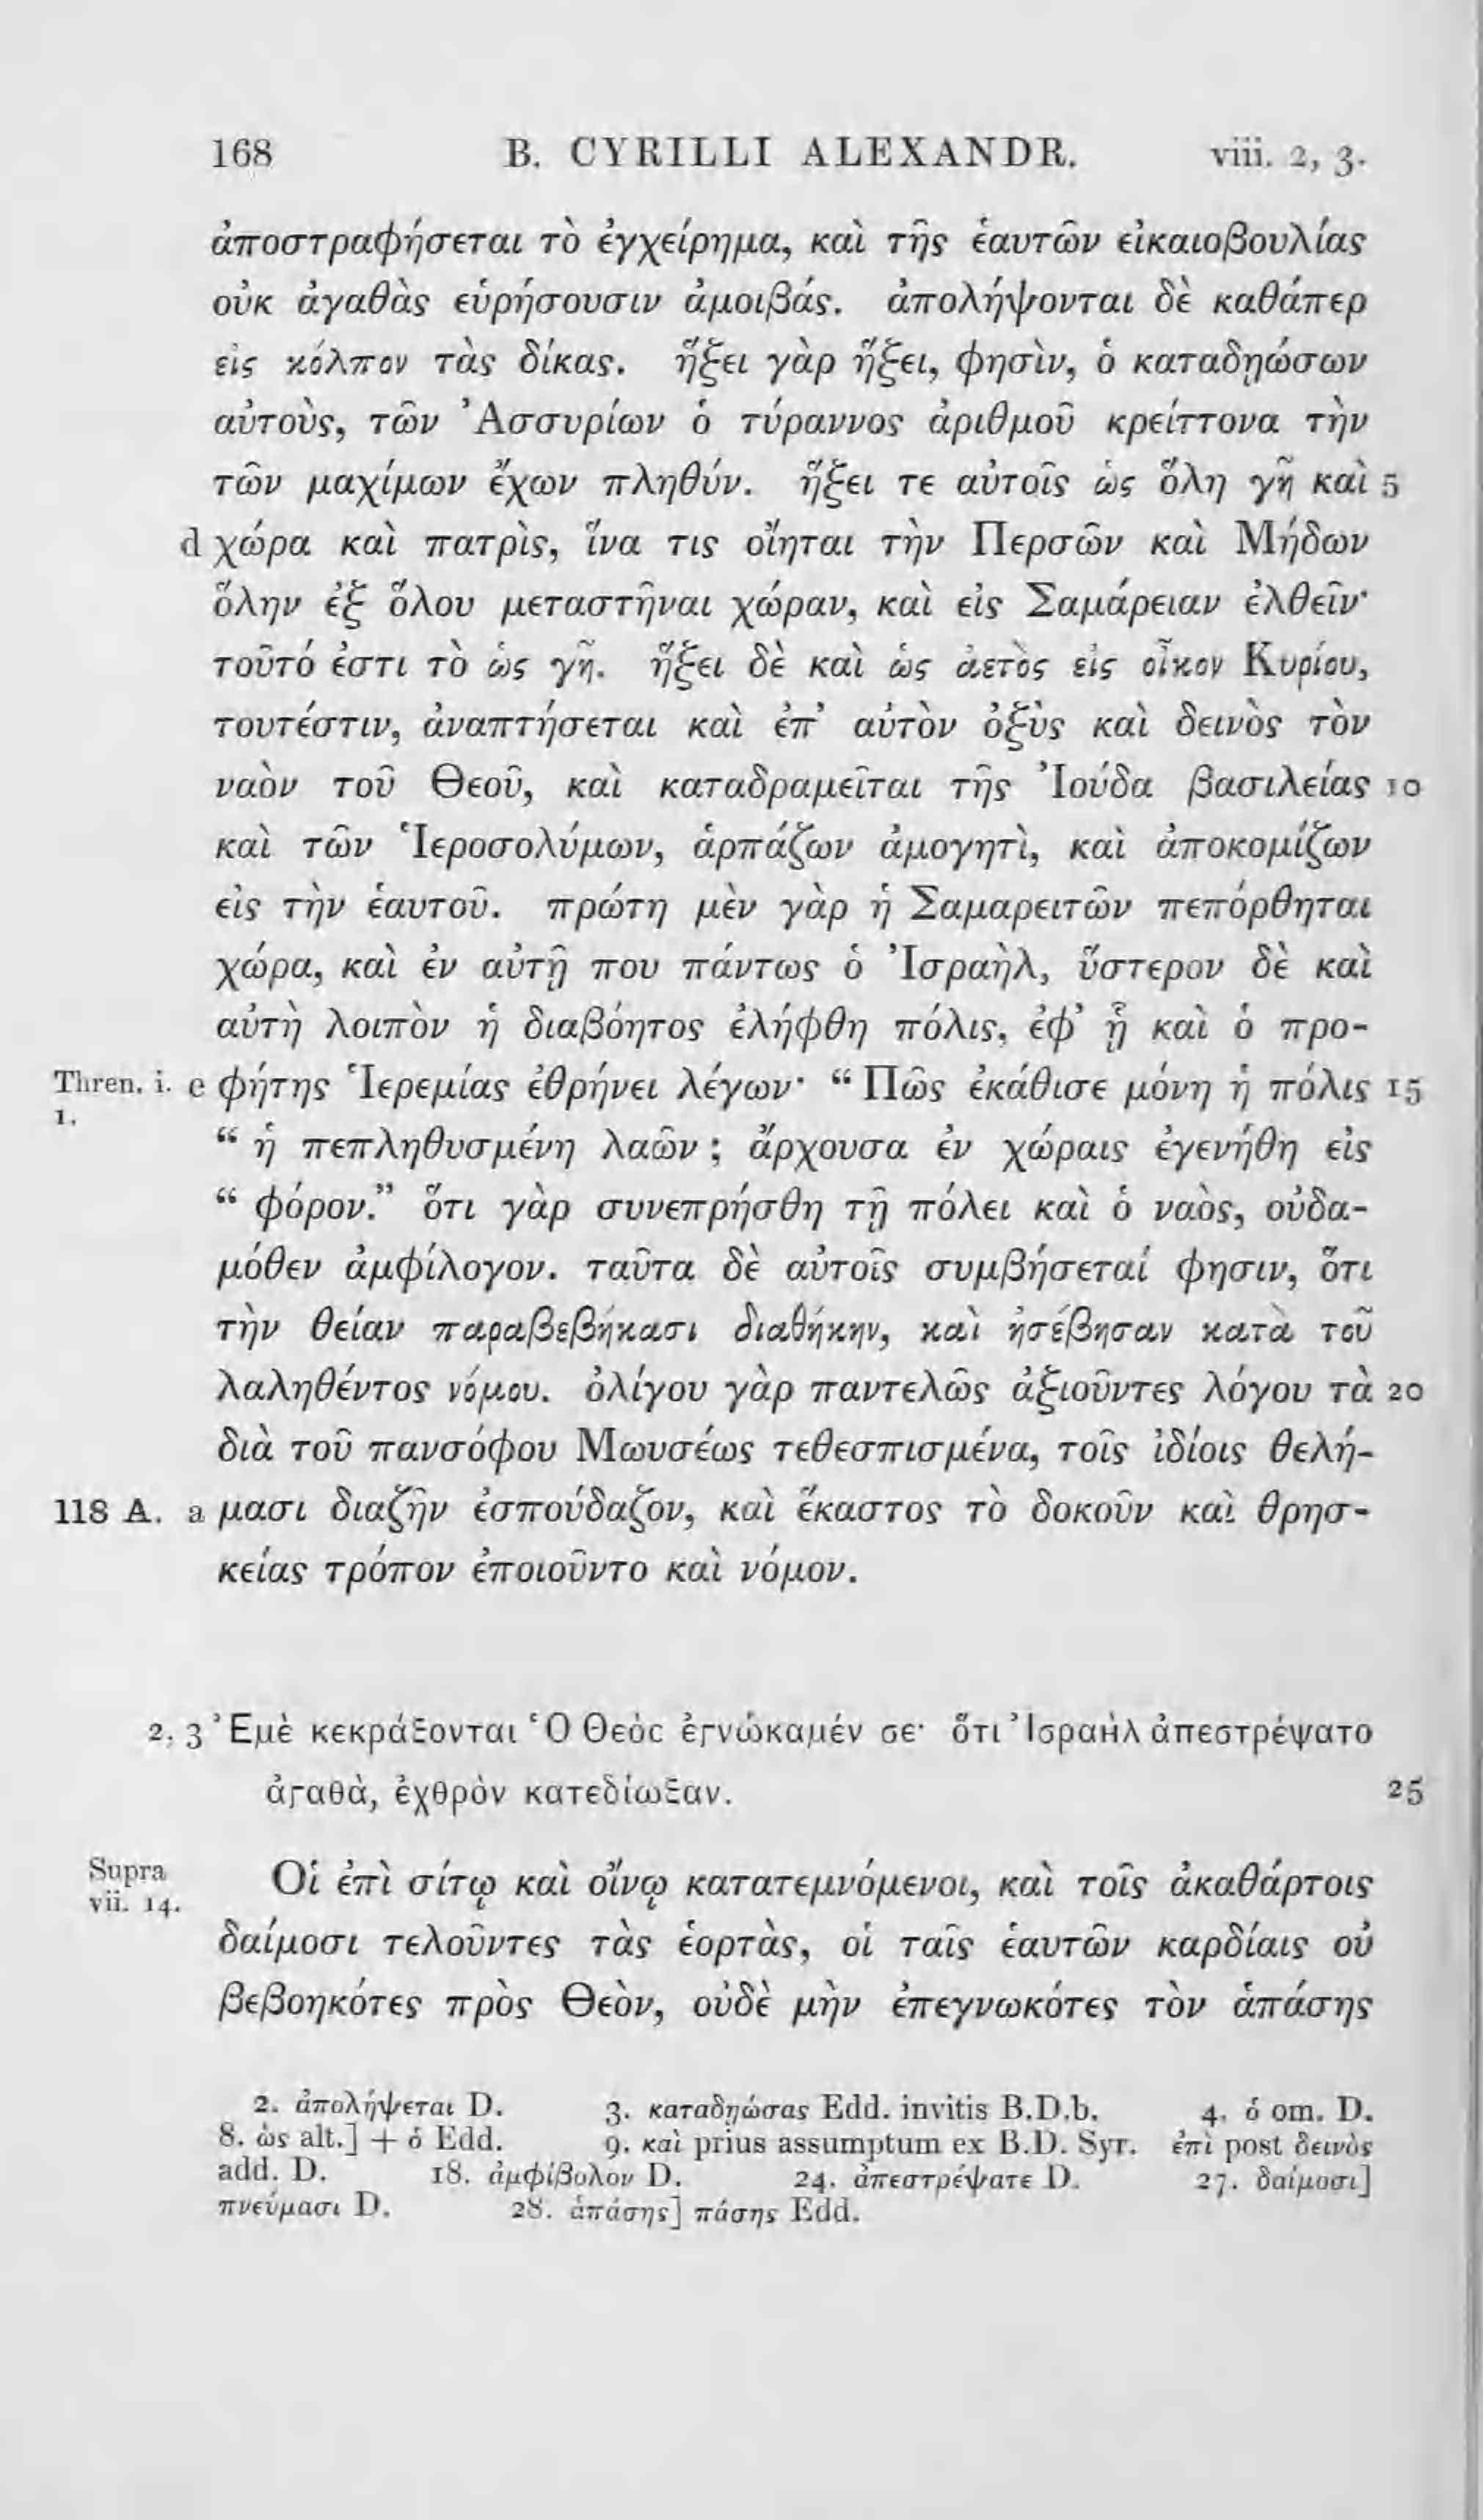 168 B. CYRILLI ALEXANDR. viii. 2, 3.
ἀποστραφήσεται τὸ ἐγχείρημα, καὶ τῆς ἑαυτῶν εἰκαιοβουλίας
οὐκ ἀγαθὰς εὑρήσουσιν ἀμοιβάς. ἀπολήψονται δὲ καθάπερ
εἰς κόλπον τὰς δίκας. ἥξει γὰρ ἥξει, φησὶν, ὁ καταδῃώσων
αὐτοὺς, τῶν Ἀσσυρίων ὁ τύραννος ἀριθμοῦ κρείττονα τὴν
τῶν μαχίμων ἔχων πληθύν. ἥξει τε αὐτοῖς ὡς ὅλη γῆ καὶ 5
d χώρα καὶ πατρὶς, ἵνα τις οἴηται τὴν Περσῶν καὶ Μήδων
ὅλην ἐξ ὅλου μεταστῆναι χώραν, καὶ εἰς Σαμάρειαν ἐλθεῖν·
τοῦτό ἐστι τὸ ὡς γῆ. ἥξει δὲ καὶ ὡς ἀετὸς εἰς οἶκον Κυρίου,
τουτέστιν, ἀναπτήσεται καὶ ἐπ’ αὐτὸν ὀξὺς καὶ δεινὸς τὸν
ναὸν τοῦ Θεοῦ, καὶ καταδραμεῖται τῆς Ἰούδα βασιλείας 10
καὶ τῶν Ἱεροσολύμων, ἁρπάζων ἀμογητὶ, καὶ ἀποκομίζων
εἰς τὴν ἑαυτοῦ. πρώτη μὲν γὰρ ἡ Σαμαρειτῶν πεπόρθηται
χώρα, καὶ ἐν αὐτῇ που πάντως ὁ Ἰσραὴλ, ὕστερον δὲ καὶ
αὐτὴ λοιπὸν ἡ διαβόητος ἐλήφθη πόλις, ἐφ’ ᾗ καὶ ὁ προ-
Thren. i. 1. e φήτης Ἱερεμίας ἐθρήνει λέγων· “ Πῶς ἐκάθισε μόνη ἡ πόλις 15
“ ἡ πεπληθυσμένη λαῶν ; ἄρχουσα ἐν χώραις ἐγενήθη εἰς
“ φόρον.” ὅτι γὰρ συνεπρήσθη τῇ πόλει καὶ ὁ ναὸς, οὐδα-
μόθεν ἀμφίλογον. ταῦτα δὲ αὐτοῖς συμβήσεταί φησιν, ὅτι
τὴν θείαν παραβεβήκασι διαθήκην, καὶ ἠσέβησαν κατὰ τοῦ
λαληθέντος νόμου. ὀλίγου γὰρ παντελῶς ἀξιοῦντες λόγου τὰ 20
διὰ τοῦ πανσόφου Μωυσέως τεθεσπισμένα, τοῖς ἰδίοις θελή-
118 A. a μασι διαζῆν ἐσπούδαζον, καὶ ἕκαστος τὸ δοκοῦν καὶ θρησ-
κείας τρόπον ἐποιοῦντο καὶ νόμον.
2, 3 Ἐμὲ κεκράξονται Ὁ Θεὸς ἐγνώκαμέν σε· ὅτι Ἰσραὴλ ἀπεστρέψατο
ἀγαθὰ, ἐχθρὸν κατεδίωξαν. 25
Supra vii. 14. Οἱ ἐπὶ σίτῳ καὶ οἴνῳ κατατεμνόμενοι, καὶ τοῖς ἀκαθάρτοις
δαίμοσι τελοῦντες τὰς ἑορτὰς, οἱ ταῖς ἑαυτῶν καρδίαις οὐ
βεβοηκότες πρὸς Θεὸν, οὐδὲ μὴν ἐπεγνωκότες τὸν ἁπάσης
2. ἀπολήψεται D. 3. καταδῃώσας Edd. invitis B.D.b. 4. ὁ om. D.
8. ὡς alt.] + ὁ Edd. 9. καὶ prius assumptum ex B.D. Syr. ἐπὶ post δεινὸς
add. D. 18. ἀμφίβολον D. 24. ἀπεστρέψατε D. 27. δαίμοσι]
πνεύμασι D. 28. ἁπάσης] πάσης Edd.